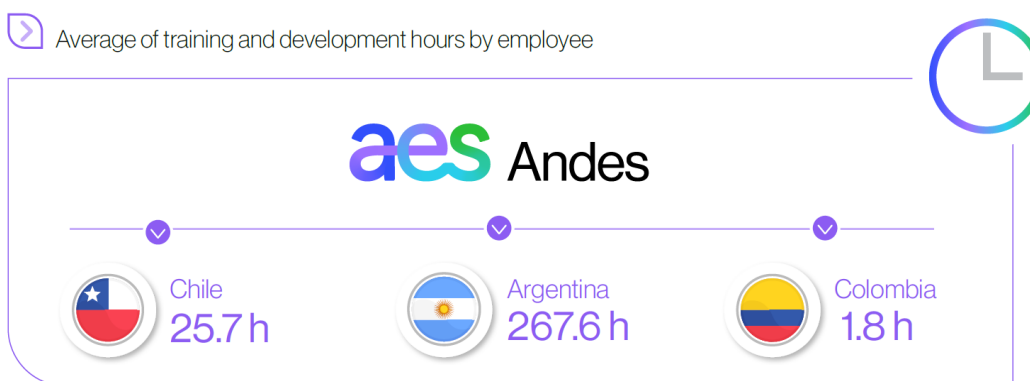 Average of training and development hours by employee
aes Andes
Chile
25.7 h
Argentina
267.6 h
Colombia
1.8 h